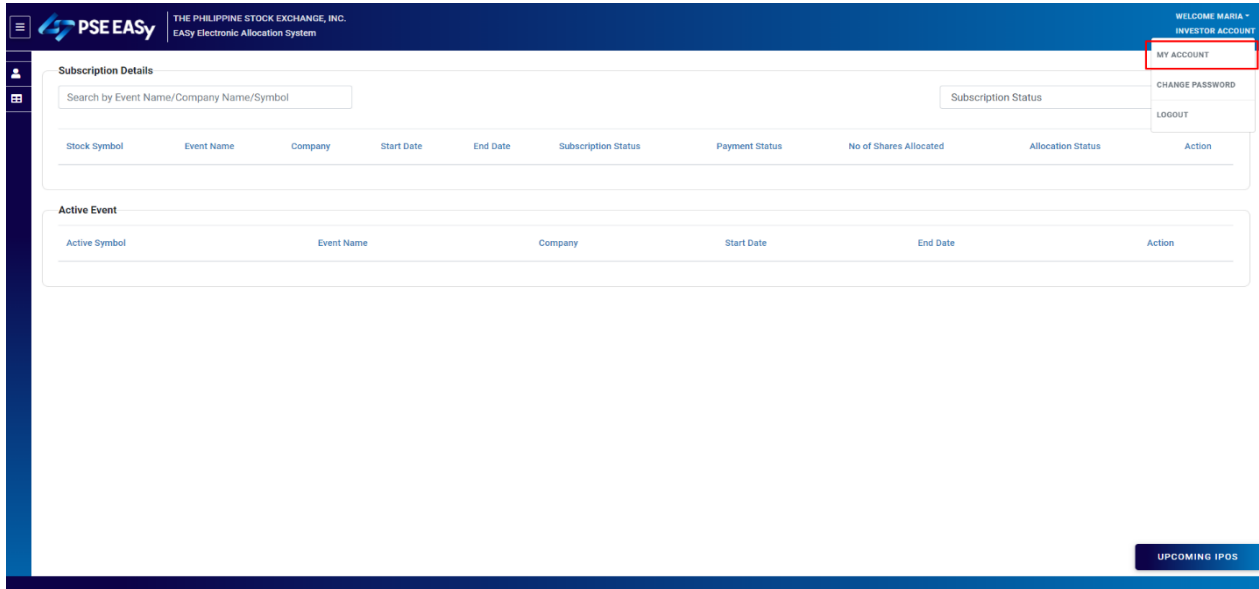 PSE EASy
THE PHILIPPINE STOCK EXCHANGE, INC.
EASy Electronic Allocation System
WELCOME MARIA
INVESTOR ACCOUNT
MY ACCOUNT
CHANGE PASSWORD
LOGOUT
Subscription Details
Search by Event Name/Company Name/Symbol
Subscription Status
Stock Symbol Event Name Company Start Date End Date Subscription Status Payment Status No of Shares Allocated Allocation Status Action
Active Event
Active Symbol Event Name Company Start Date End Date Action
UPCOMING IPOS